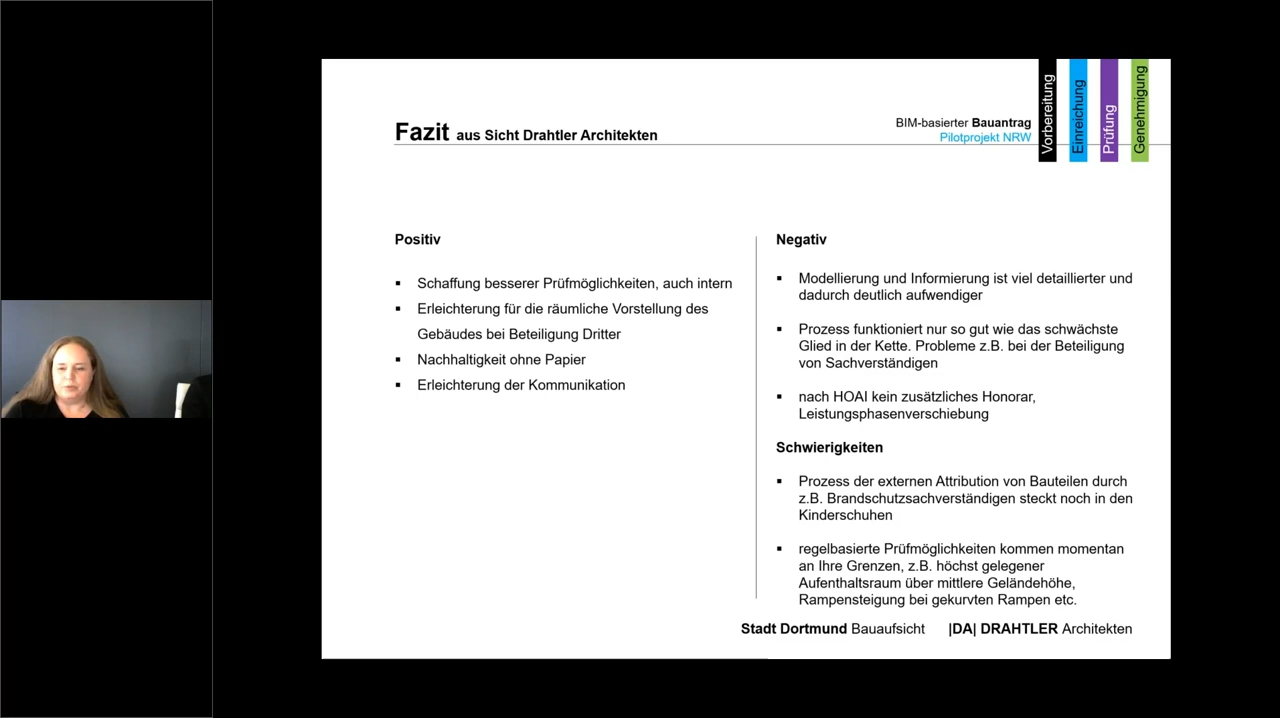 Fazit aus Sicht Drahtler Architekten
BIM-basierter Bauantrag
Pilotprojekt NRW
Vorbereitung
Einreichung
Prüfung
Genehmigung
Positiv
▪ Schaffung besserer Prüfmöglichkeiten, auch intern
▪ Erleichterung für die räumliche Vorstellung des
Gebäudes bei Beteiligung Dritter
▪ Nachhaltigkeit ohne Papier
▪ Erleichterung der Kommunikation
Negativ
▪ Modellierung und Informierung ist viel detaillierter und
dadurch deutlich aufwendiger
▪ Prozess funktioniert nur so gut wie das schwächste
Glied in der Kette. Probleme z.B. bei der Beteiligung
von Sachverständigen
▪ nach HOAI kein zusätzliches Honorar,
Leistungsphasenverschiebung
Schwierigkeiten
▪ Prozess der externen Attribution von Bauteilen durch
z.B. Brandschutzsachverständigen steckt noch in den
Kinderschuhen
▪ regelbasierte Prüfmöglichkeiten kommen momentan
an Ihre Grenzen, z.B. höchst gelegener
Aufenthaltsraum über mittlere Geländehöhe,
Rampensteigung bei gekurvten Rampen etc.
Stadt Dortmund Bauaufsicht |DA| DRAHTLER Architekten